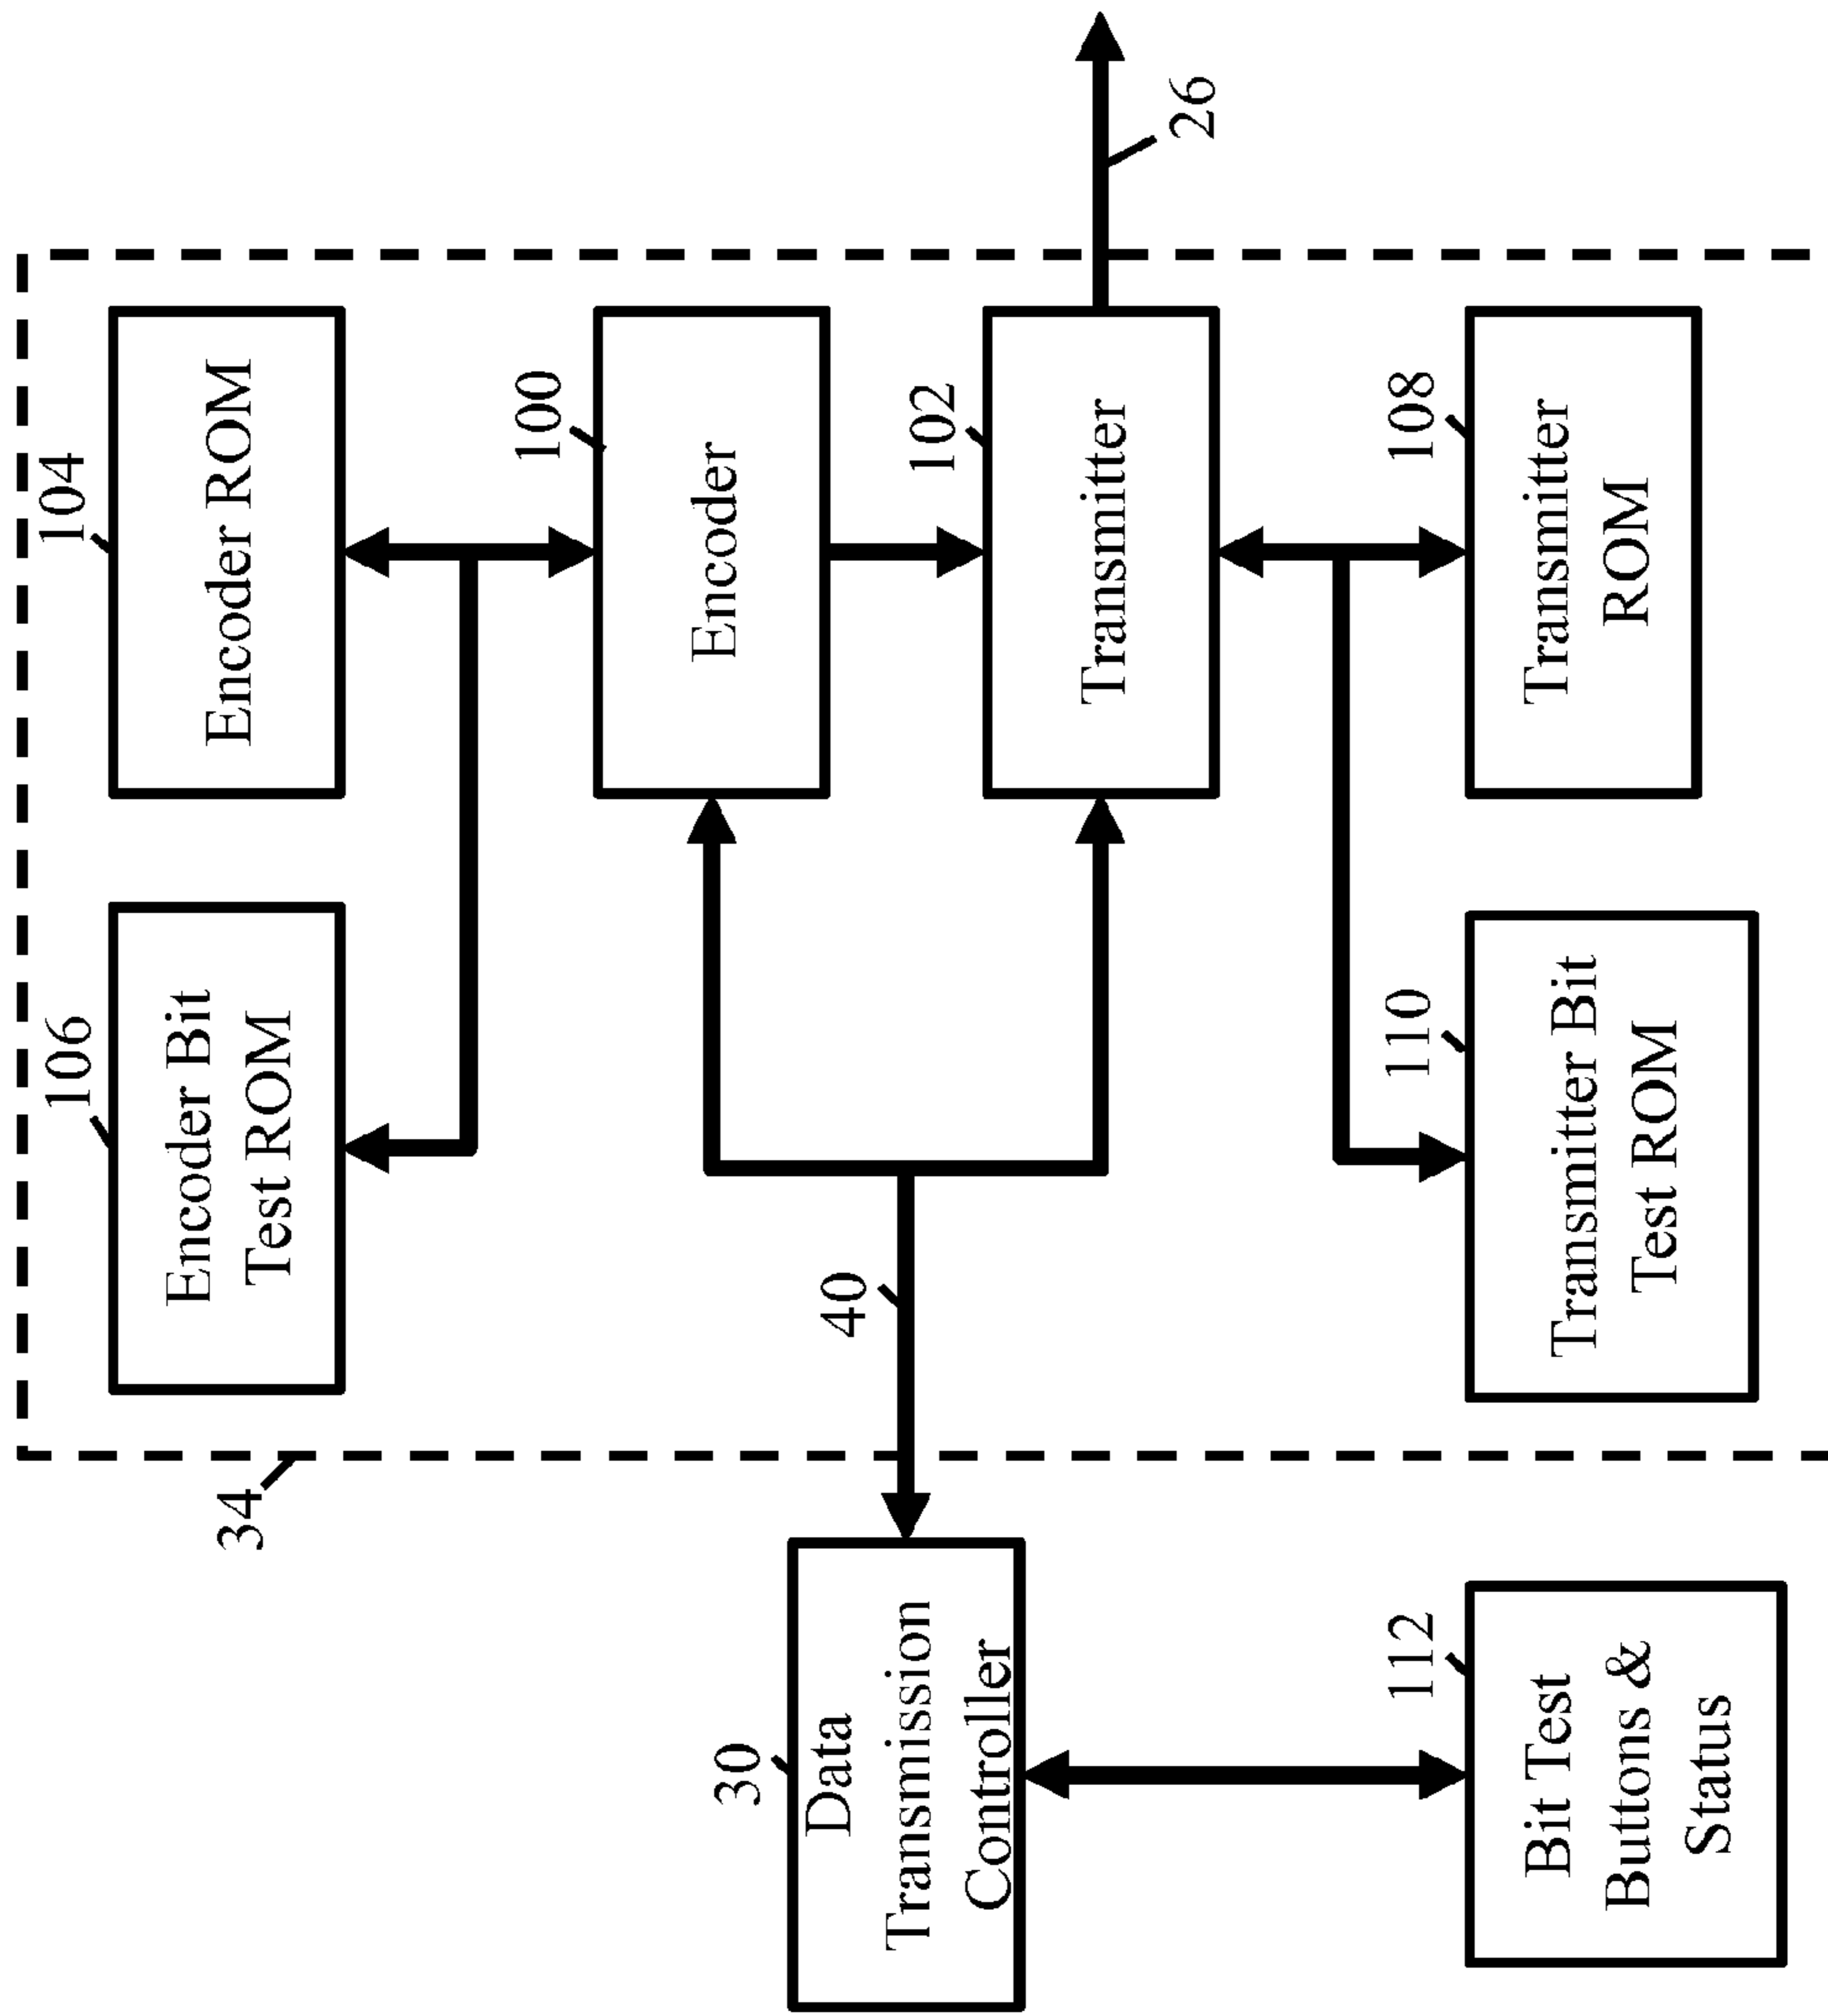 104
Encoder ROM
106
Encoder Bit
Test ROM
100
Encoder
102
Transmitter
26
108
Transmitter
ROM
110
Transmitter Bit
Test ROM
40
34
30
Data
Transmission
Controller
112
Bit Test
Buttons &
Status